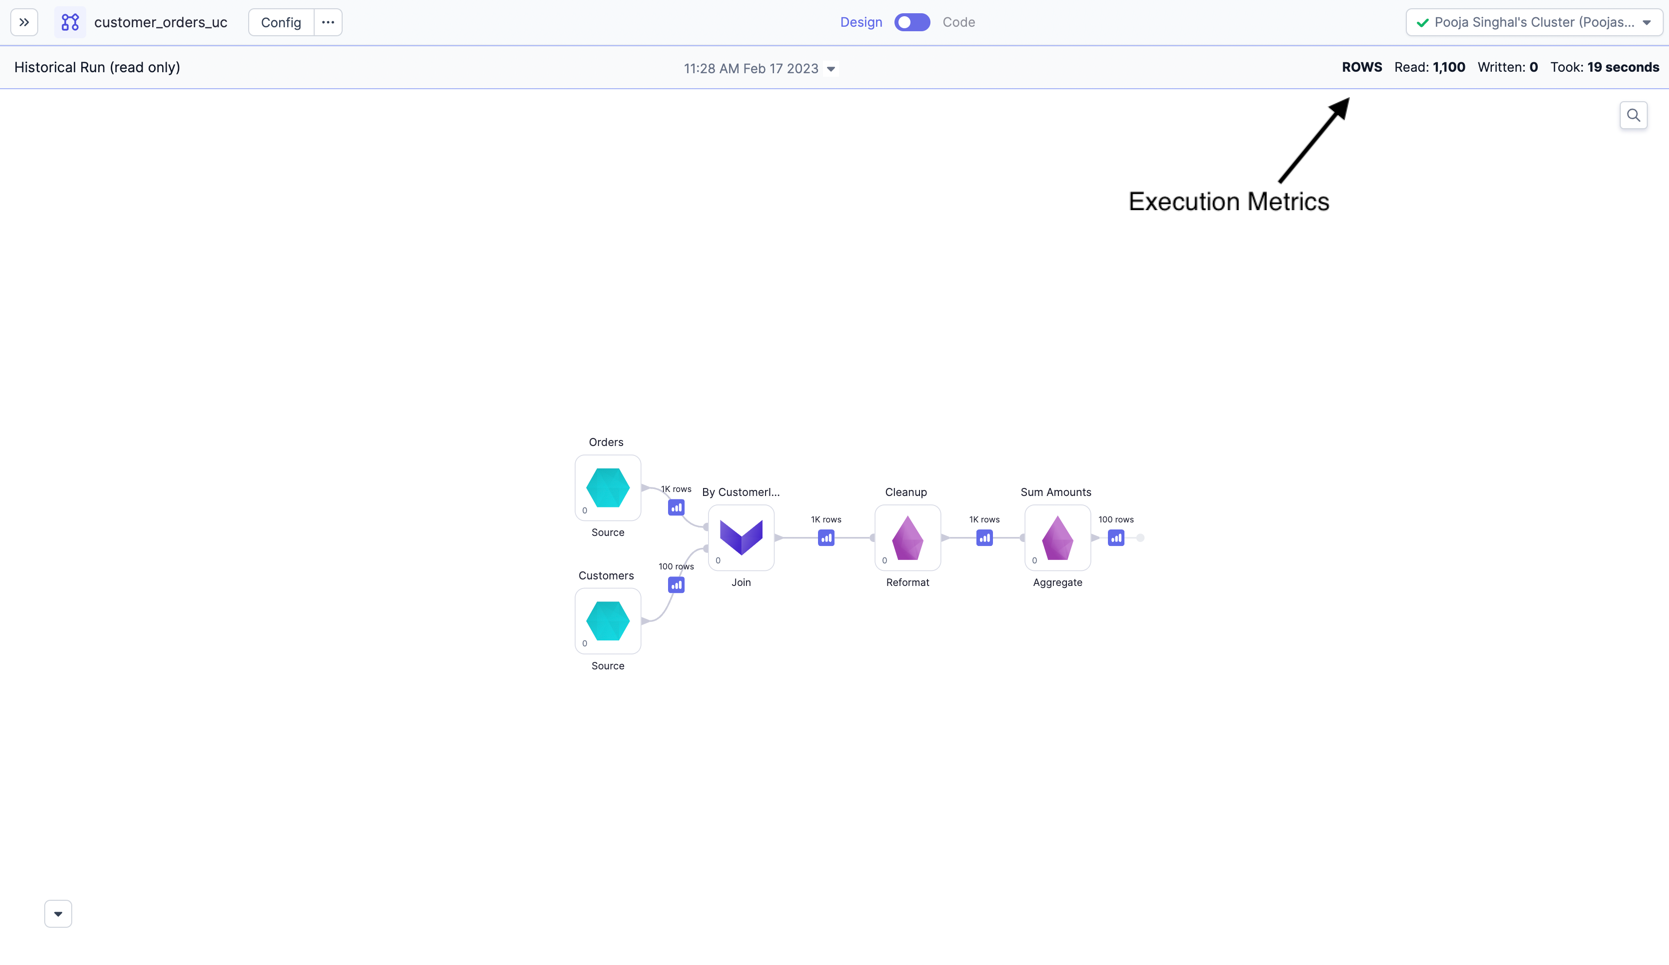 customer_orders_uc
Config
Design
Code
Pooja Singhal's Cluster (Poojas...
Historical Run (read only)
11:28 AM Feb 17 2023
ROWS Read: 1,100 Written: 0 Took: 19 seconds
Execution Metrics
Orders
0
Source
1K rows
Customers
0
Source
100 rows
By CustomerI...
0
Join
1K rows
Cleanup
0
Reformat
1K rows
Sum Amounts
0
Aggregate
100 rows